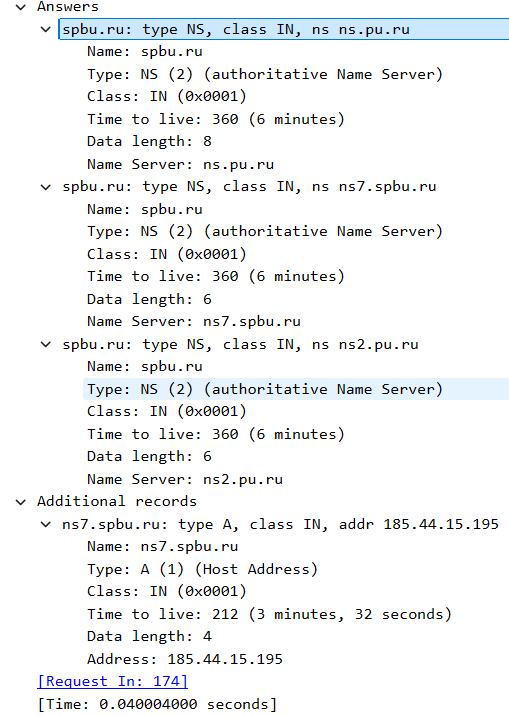 Answers
spbu.ru: type NS, class IN, ns ns.pu.ru
Name: spbu.ru
Type: NS (2) (authoritative Name Server)
Class: IN (0x0001)
Time to live: 360 (6 minutes)
Data length: 8
Name Server: ns.pu.ru
spbu.ru: type NS, class IN, ns ns7.spbu.ru
Name: spbu.ru
Type: NS (2) (authoritative Name Server)
Class: IN (0x0001)
Time to live: 360 (6 minutes)
Data length: 6
Name Server: ns7.spbu.ru
spbu.ru: type NS, class IN, ns ns2.pu.ru
Name: spbu.ru
Type: NS (2) (authoritative Name Server)
Class: IN (0x0001)
Time to live: 360 (6 minutes)
Data length: 6
Name Server: ns2.pu.ru
Additional records
ns7.spbu.ru: type A, class IN, addr 185.44.15.195
Name: ns7.spbu.ru
Type: A (1) (Host Address)
Class: IN (0x0001)
Time to live: 212 (3 minutes, 32 seconds)
Data length: 4
Address: 185.44.15.195
[Request In: 174]
[Time: 0.040004000 seconds]